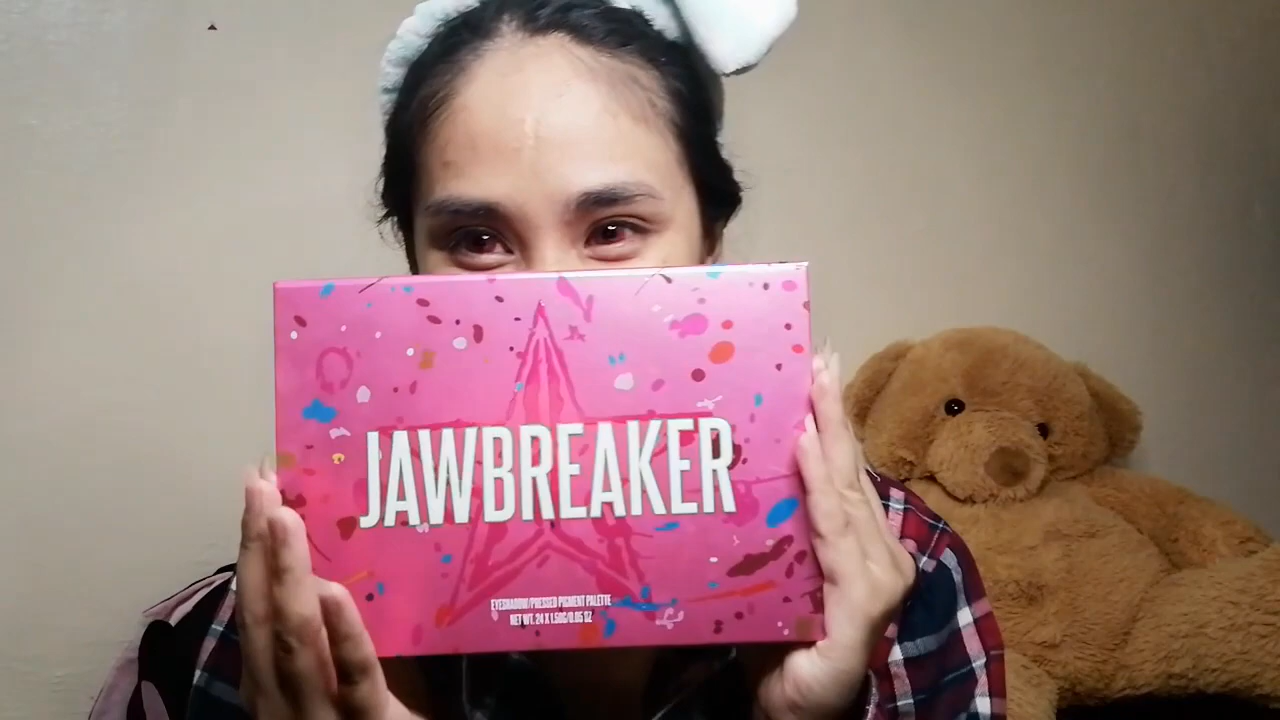 JAWBREAKER
EYESHADOW/PRESSED PIGMENT PALETTE
NET WT. 24 X 1.50G/0.05 OZ